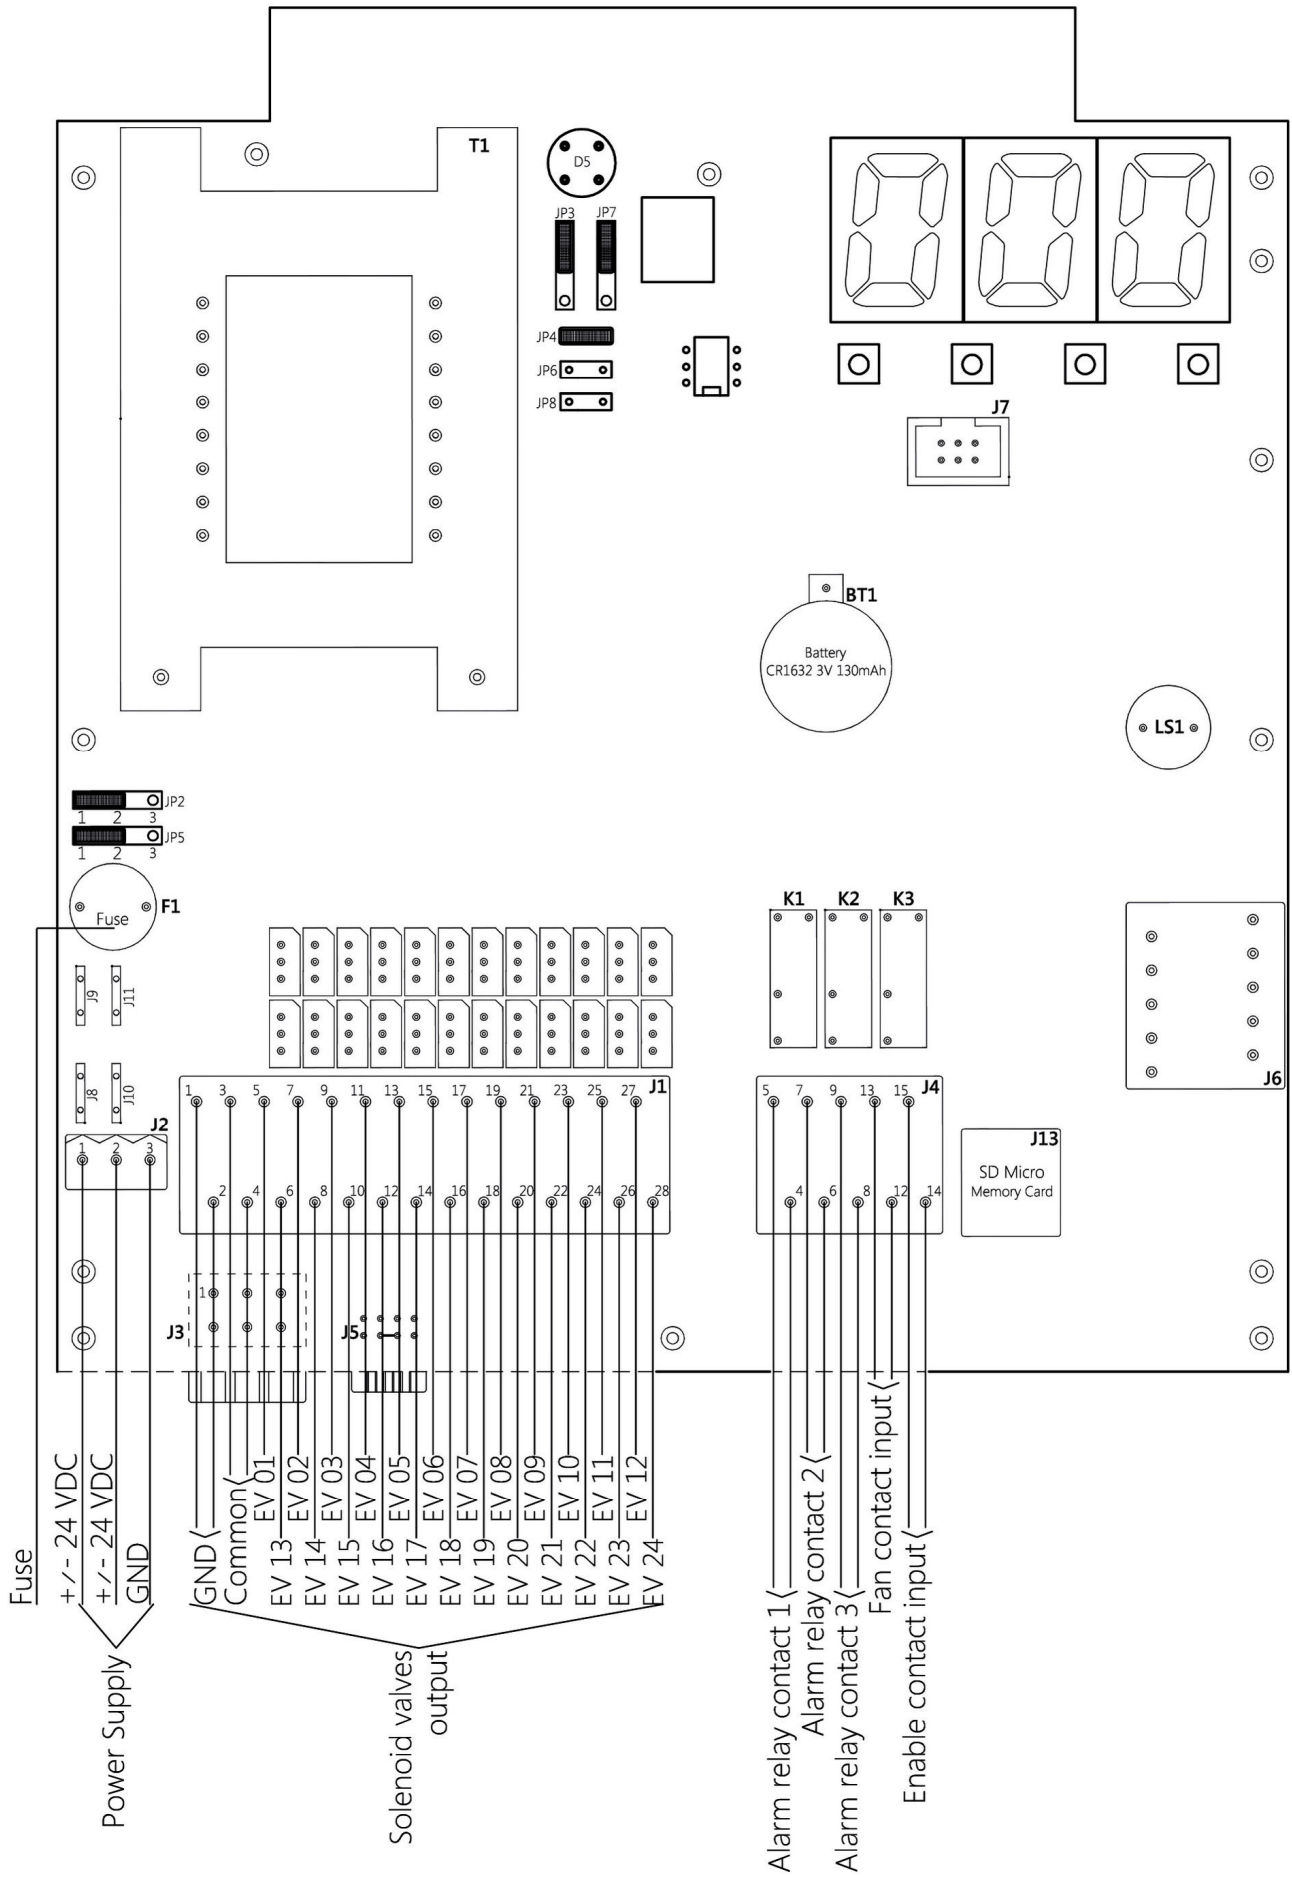 T1
D5
JP3
JP7
JP4
JP6
JP8
J7
BT1
Battery
CR1632 3V 130mAh
LS1
JP2
1 2 3
JP5
1 2 3
F1
Fuse
J9
J11
J8
J10
K1
K2
K3
J6
J2
1 2 3
J1
1 3 5 7 9 11 13 15 17 19 21 23 25 27
2 4 6 8 10 12 14 16 18 20 22 24 26 28
J4
5 7 9 13 15
4 6 8 12 14
J13
SD Micro
Memory Card
J3
1
J5
Fuse
+/- 24 VDC
+/- 24 VDC
GND
Power Supply
GND
Common
EV 01
EV 02
EV 03
EV 04
EV 05
EV 06
EV 07
EV 08
EV 09
EV 10
EV 11
EV 12
EV 13
EV 14
EV 15
EV 16
EV 17
EV 18
EV 19
EV 20
EV 21
EV 22
EV 23
EV 24
Solenoid valves
output
Alarm relay contact 1
Alarm relay contact 2
Alarm relay contact 3
Fan contact input
Enable contact input